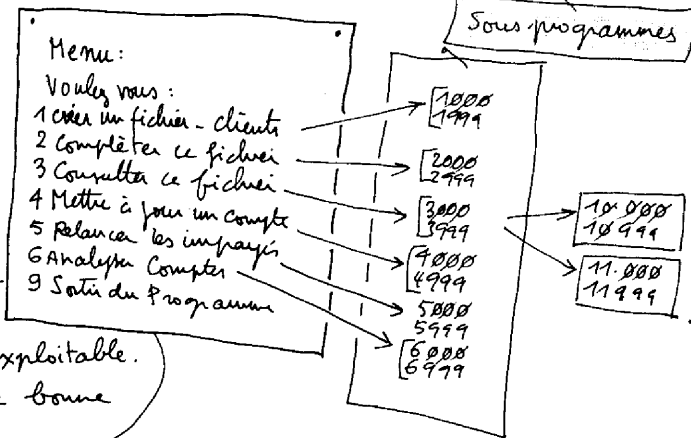 Sous programmes
Menu:
Voulez vous:
1 créer un fichier - clients
2 Complèter ce fichier
3 Consulter ce fichier
4 Mettre à jour un compte
5 Relancer les impayés
6 Analyser Comptes
9 Sortir du Programme
1000
1999
2000
2999
3000
3999
4000
4999
5000
5999
6000
6999
10.000
10999
11.000
11999
xploitable.
bonne